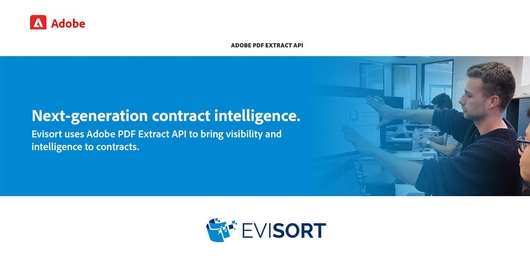 Adobe
ADOBE PDF EXTRACT API
Next-generation contract intelligence.
Evisort uses Adobe PDF Extract API to bring visibility and
intelligence to contracts.
EVISORT